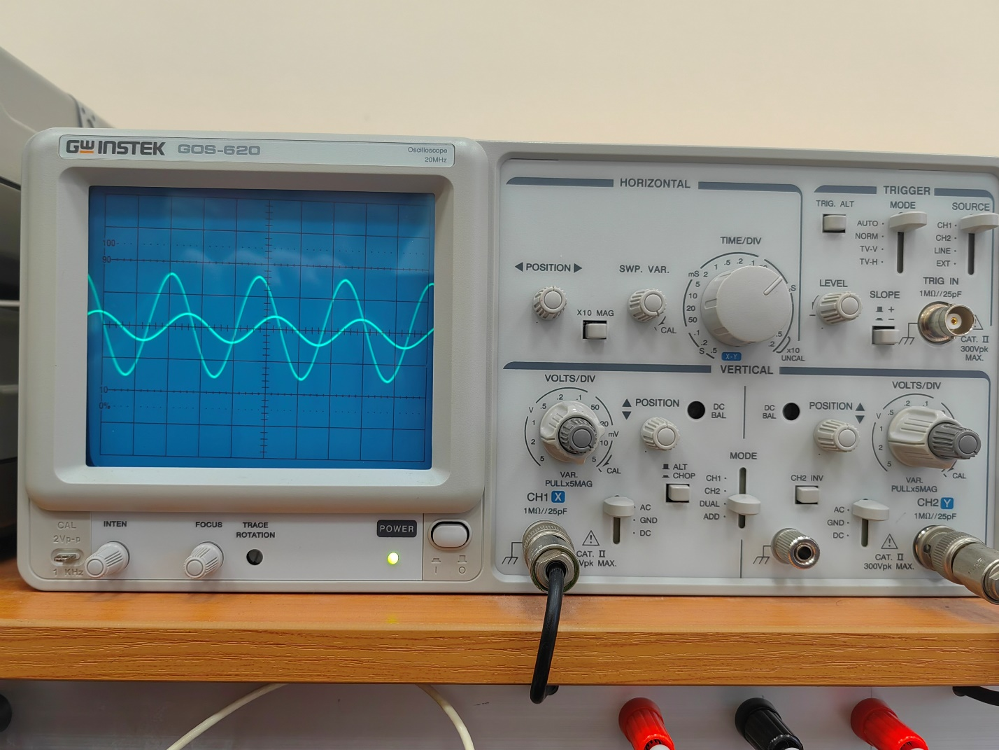 GW INSTEK GOS-620
Oscilloscope
20MHz
100
90
10
0%
CAL
2Vp-p
1 KHz
INTEN
FOCUS
TRACE
ROTATION
POWER
I O
HORIZONTAL
◀ POSITION ▶
SWP. VAR.
X10 MAG
CAL
TIME/DIV
mS 2 1 .5 .2 .1
5
10
20
50
.1
.2
S .5
X-Y
.2
.5
x10
UNCAL
TRIGGER
TRIG. ALT
MODE
SOURCE
AUTO
NORM
TV-V
TV-H
CH1
CH2
LINE
EXT
LEVEL
SLOPE
+
−
TRIG IN
1MΩ//25pF
CAT. II
300Vpk
MAX.
VERTICAL
VOLTS/DIV
V .5 .2 .1 50
1
2
5
20
mV
10
5
CAL
VAR.
PULLx5MAG
CH1 X
1MΩ//25pF
▲ POSITION
▼
DC
BAL
ALT
CHOP
AC
GND
DC
CAT. II
Vpk MAX.
MODE
CH1
CH2
DUAL
ADD
DC
BAL
POSITION ▲
▼
CH2 INV
AC
GND
DC
CAT. II
300Vpk MAX.
VOLTS/DIV
V .5 .2 .1
1
2
5
CAL
VAR.
PULLx5MAG
CH2 Y
1MΩ//25pF